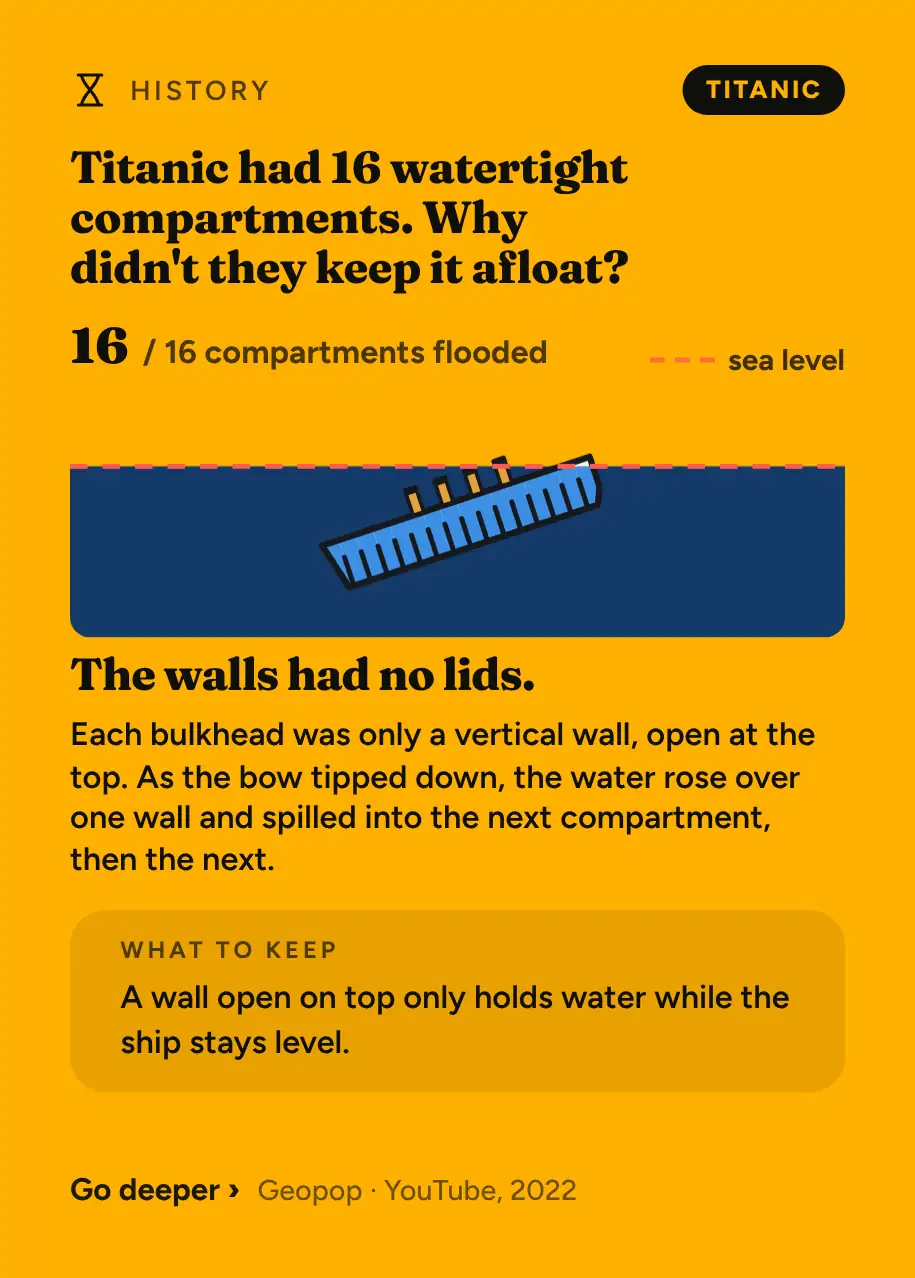 HISTORY
TITANIC
Titanic had 16 watertight
compartments. Why
didn't they keep it afloat?
16 / 16 compartments flooded
sea level
The walls had no lids.
Each bulkhead was only a vertical wall, open at the
top. As the bow tipped down, the water rose over
one wall and spilled into the next compartment,
then the next.
WHAT TO KEEP
A wall open on top only holds water while the
ship stays level.
Go deeper › Geopop · YouTube, 2022